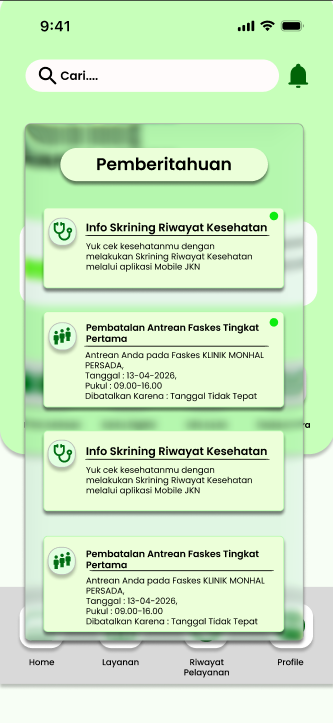 9:41
Cari....
Pemberitahuan
Info Skrining Riwayat Kesehatan
Yuk cek kesehatanmu dengan
melakukan Skrining Riwayat Kesehatan
melalui aplikasi Mobile JKN
Pembatalan Antrean Faskes Tingkat
Pertama
Antrean Anda pada Faskes KLINIK MONHAL
PERSADA,
Tanggal : 13-04-2026,
Pukul : 09.00-16.00
Dibatalkan Karena : Tanggal Tidak Tepat
Info Skrining Riwayat Kesehatan
Yuk cek kesehatanmu dengan
melakukan Skrining Riwayat Kesehatan
melalui aplikasi Mobile JKN
Pembatalan Antrean Faskes Tingkat
Pertama
Antrean Anda pada Faskes KLINIK MONHAL
PERSADA,
Tanggal : 13-04-2026,
Pukul : 09.00-16.00
Dibatalkan Karena : Tanggal Tidak Tepat
Home
Layanan
Riwayat
Pelayanan
Profile